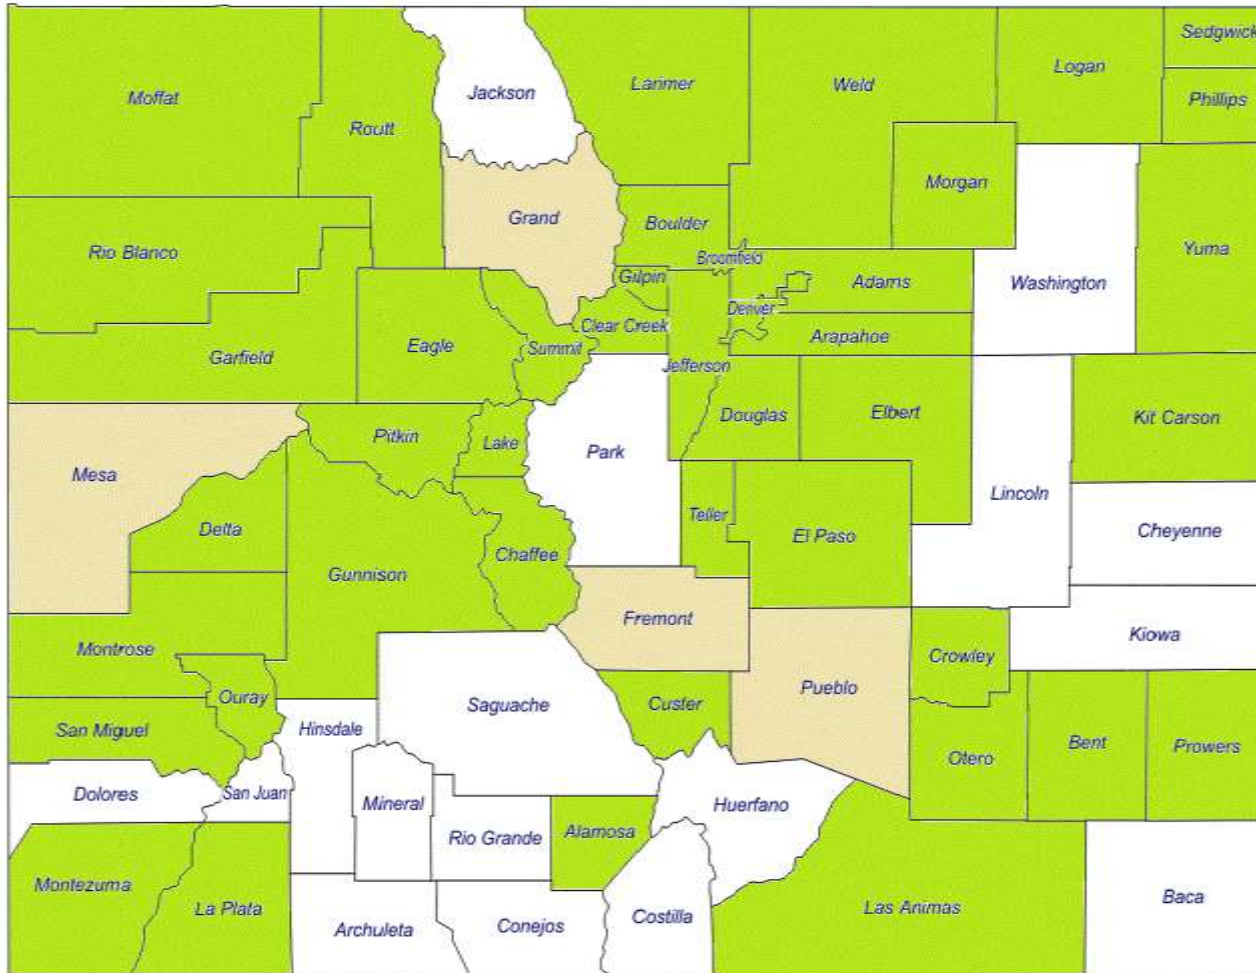 Sedgwick
Logan
Larimer
Weld
Jackson
Moffat
Phillips
Routt
Morgan
Grand
Boulder
Yuma
Rio Blanco
Broomfield
Gilpin
Adams
Washington
Denver
Clear Creek
Arapahoe
Eagle
Summit
Garfield
Jefferson
Douglas
Elbert
Kit Carson
Pitkin
Lake
Park
Mesa
Lincoln
Teller
Delta
El Paso
Cheyenne
Chaffee
Gunnison
Fremont
Kiowa
Montrose
Crowley
Pueblo
Ouray
Saguache
Custer
San Miguel
Hinsdale
Bent
Prowers
Otero
Dolores
San Juan
Mineral
Huerfano
Rio Grande
Alamosa
Montezuma
La Plata
Las Animas
Baca
Costilla
Conejos
Archuleta